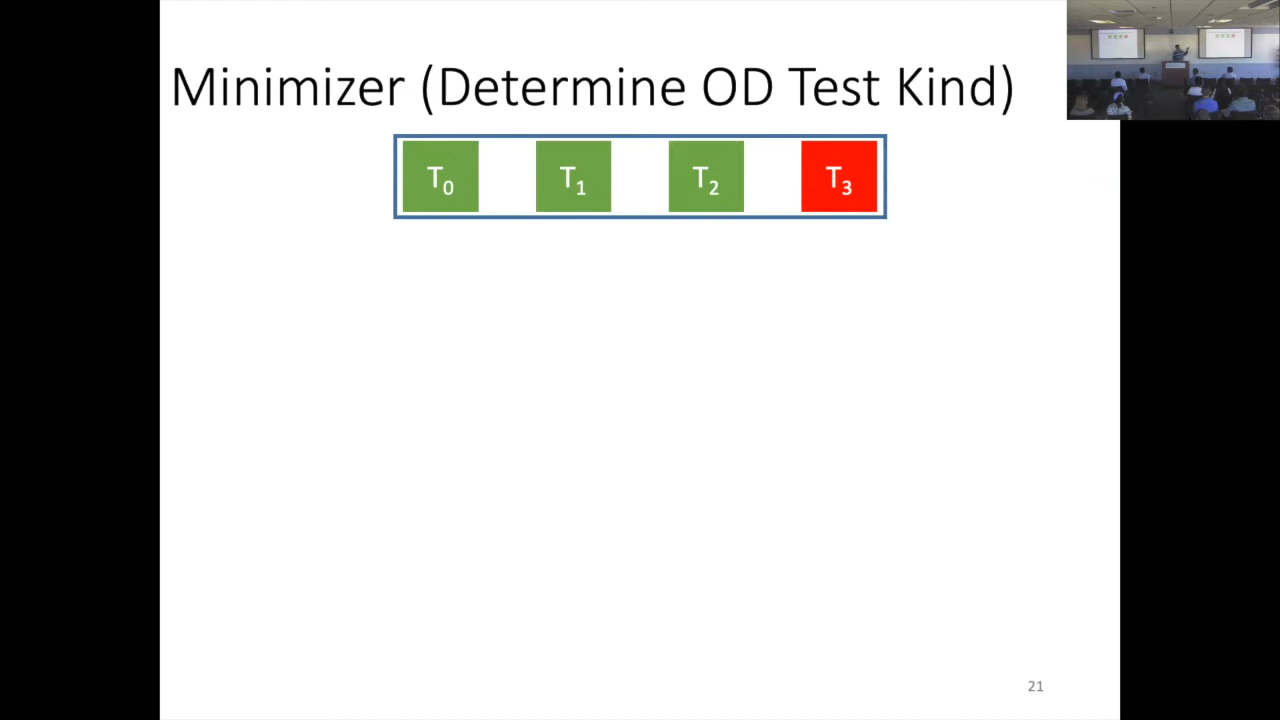 Minimizer (Determine OD Test Kind)
T₀ T₁ T₂ T₃
21